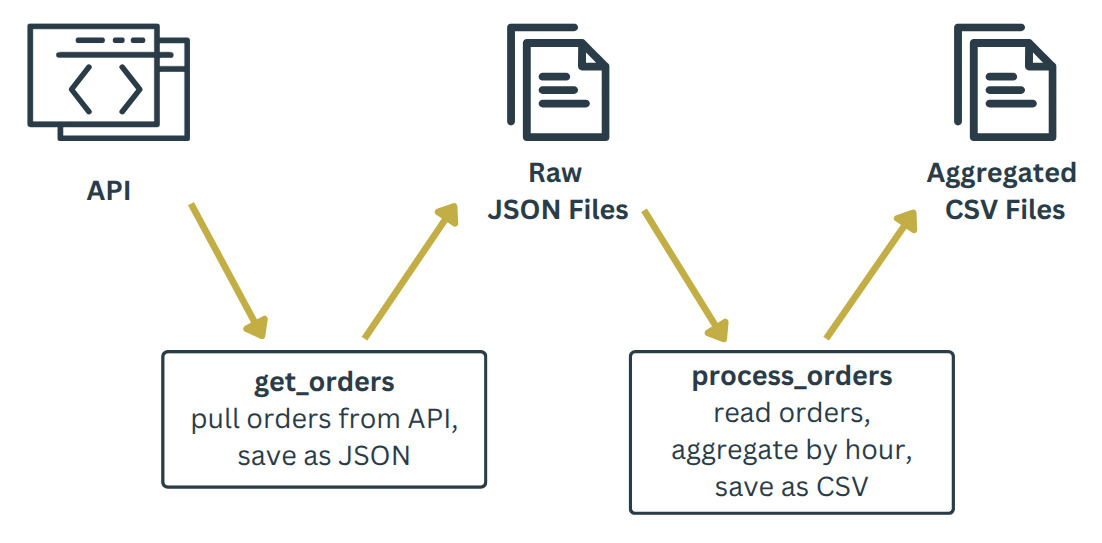 API
Raw
JSON Files
Aggregated
CSV Files
get_orders
pull orders from API,
save as JSON
process_orders
read orders,
aggregate by hour,
save as CSV